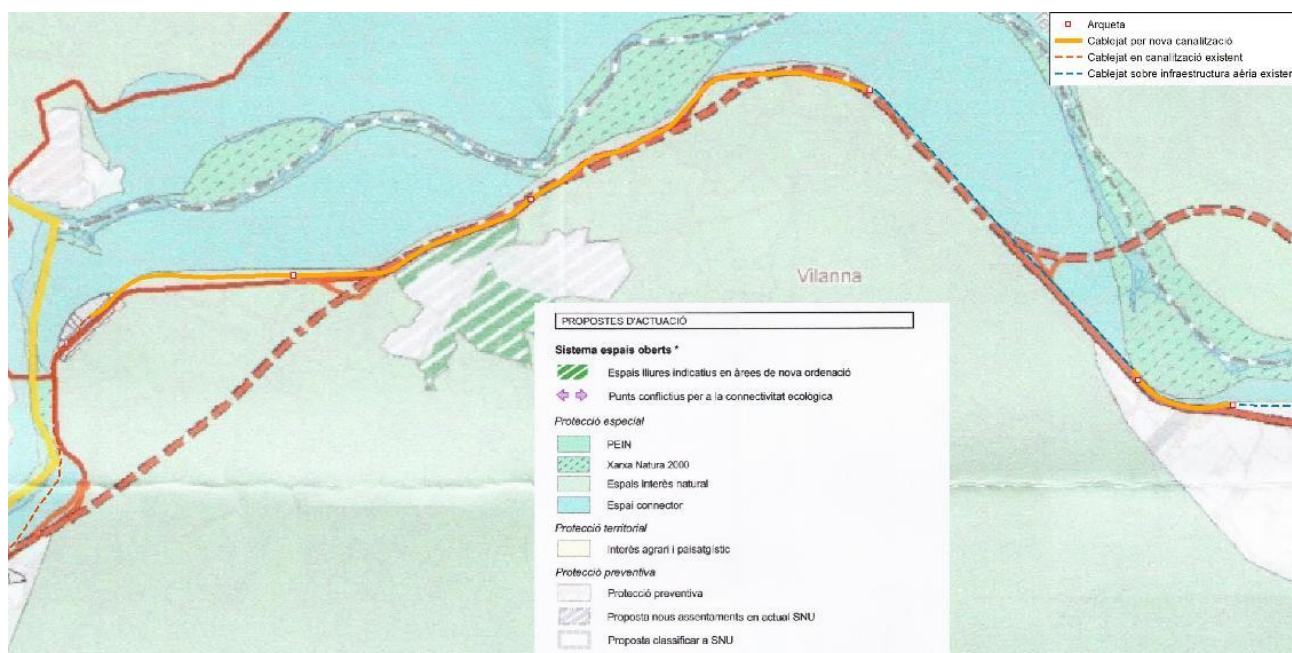 Arqueta
Cablejat per nova canalització
Cablejat en canalització existent
Cablejat sobre infraestructura aèria existen
Vilanna
PROPOSTES D'ACTUACIÓ
Sistema espais oberts *
Espais lliures indicatius en àrees de nova ordenació
Punts conflictius per a la connectivitat ecològica
Protecció especial
PEIN
Xarxa Natura 2000
Espais interès natural
Espai connector
Protecció territorial
Interès agrari i paisatgístic
Protecció preventiva
Protecció preventiva
Proposta nous assentaments en actual SNU
Proposta classificar a SNU